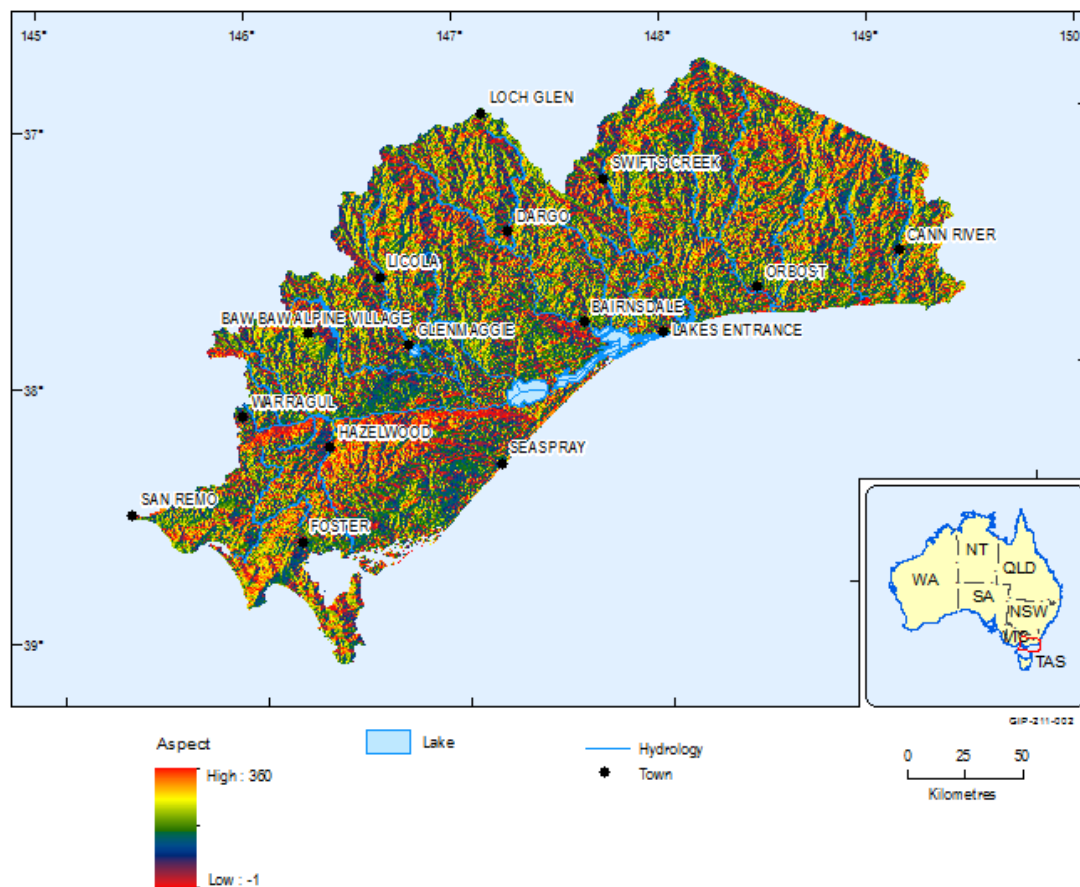 145° 146° 147° 148° 149° 150
LOCH GLEN
37°
SWIFTS CREEK
DARGO
CANN RIVER
LICOLA
ORBOST
BAIRNSDALE
BAW BAW ALPINE VILLAGE
GLENMAGGIE
LAKES ENTRANCE
38°
WARRAGUL
HAZELWOOD
SEASPRAY
SAN REMO
FOSTER
39°
NT
QLD
WA
SA
NSW
VIC
TAS
GIP-211-002
Aspect
High : 360
Low : -1
Lake
Hydrology
Town
0 25 50
Kilometres